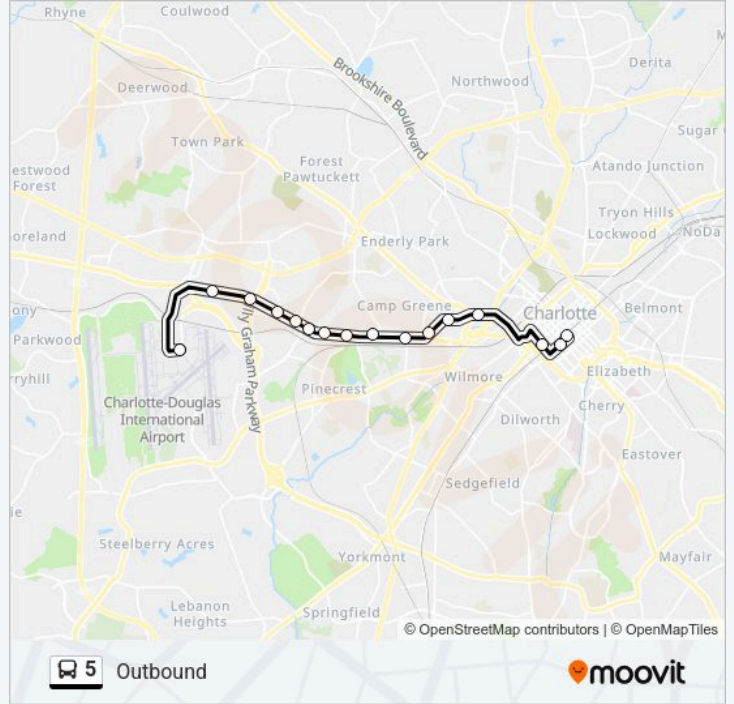 Rhyne
Coulwood
Derita
Brookshire Boulevard
Northwood
Deerwood
Sugar
Town Park
Forest
Pawtuckett
Atando Junction
estwood
Forest
Tryon Hills
Lockwood
NoDa
oreland
Enderly Park
Camp Greene
Charlotte
Belmont
ony
Parkwood
lly Graham Parkway
rryhill
Pinecrest
Wilmore
Elizabeth
Charlotte-Douglas
International
Airport
Cherry
Dilworth
Eastover
Sedgefield
ie
Steelberry Acres
Yorkmont
Mayfair
Lebanon
Heights
Springfield
© OpenStreetMap contributors | © OpenMapTiles
5 Outbound
moovit